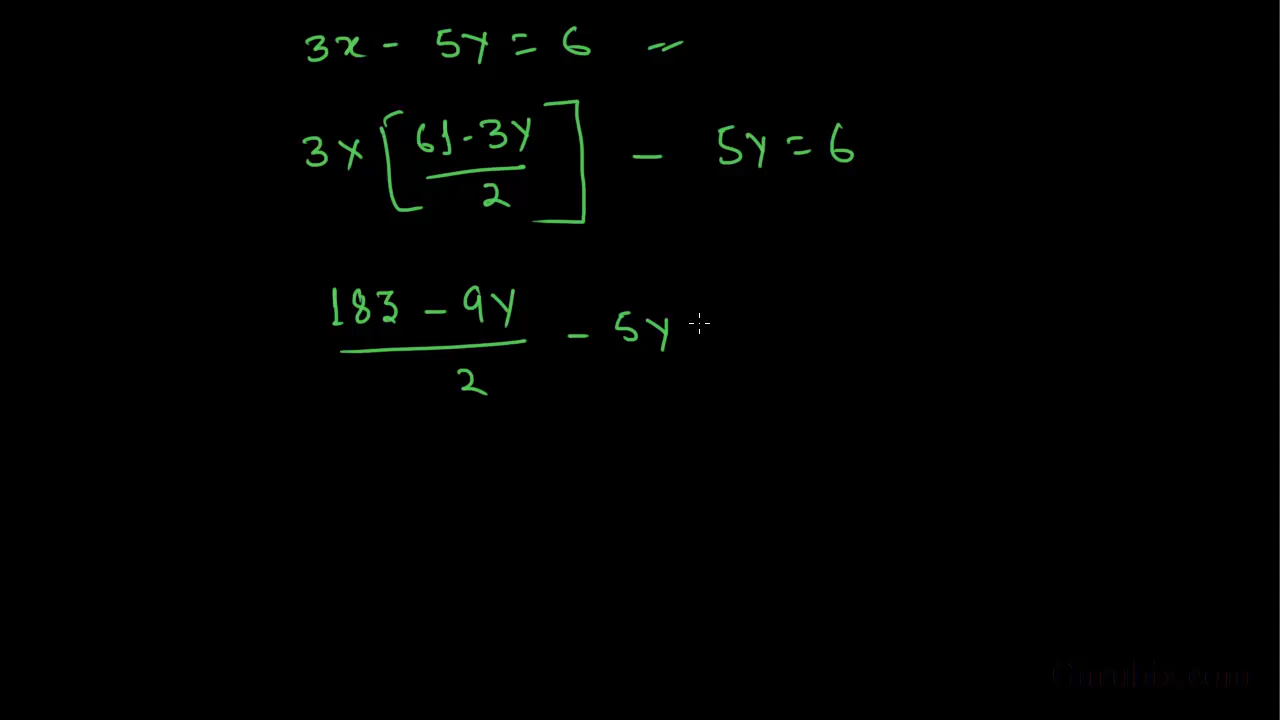 3x - 5y = 6
3x [61 - 3y / 2] - 5y = 6
183 - 9y / 2 - 5y